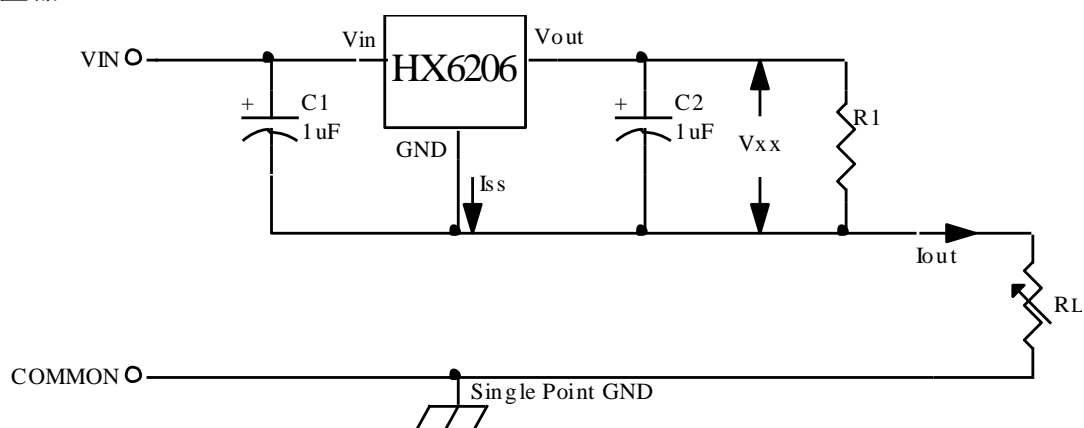 Vin
Vout
VIN
HX6206
+
C1
1uF
+
C2
1uF
R1
GND
Vxx
Iss
Iout
RL
COMMON
Single Point GND